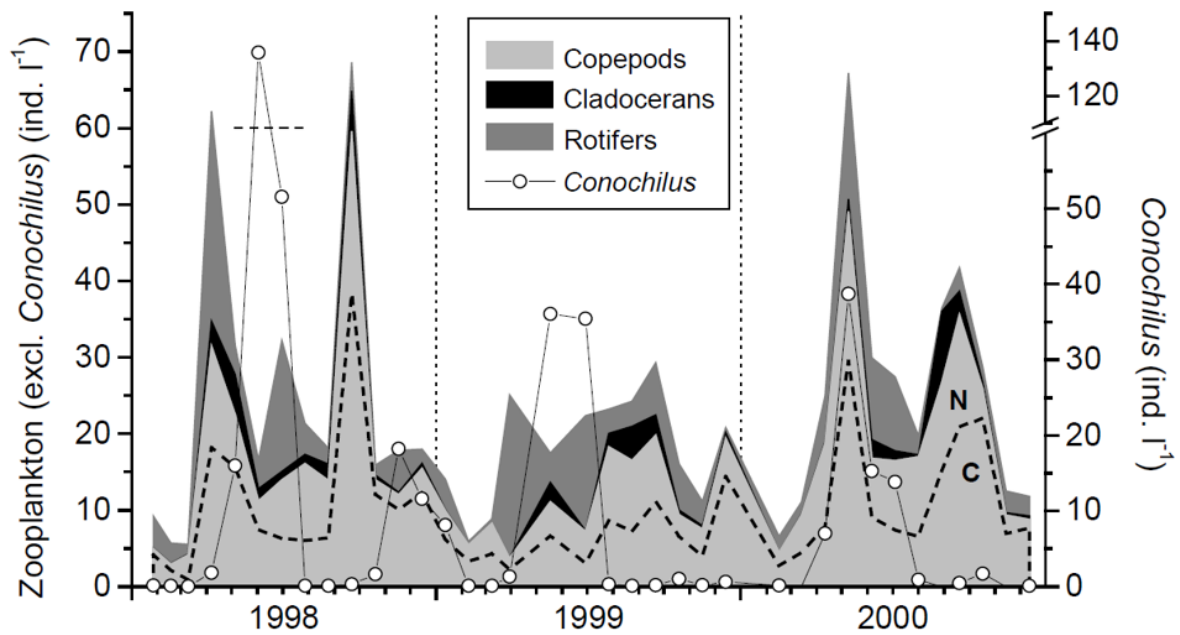 Zooplankton (excl. Conochilus) (ind. l⁻¹)
70
60
50
40
30
20
10
0
Copepods
Cladocerans
Rotifers
Conochilus
N
C
140
120
50
40
30
20
10
0
Conochilus (ind. l⁻¹)
1998
1999
2000